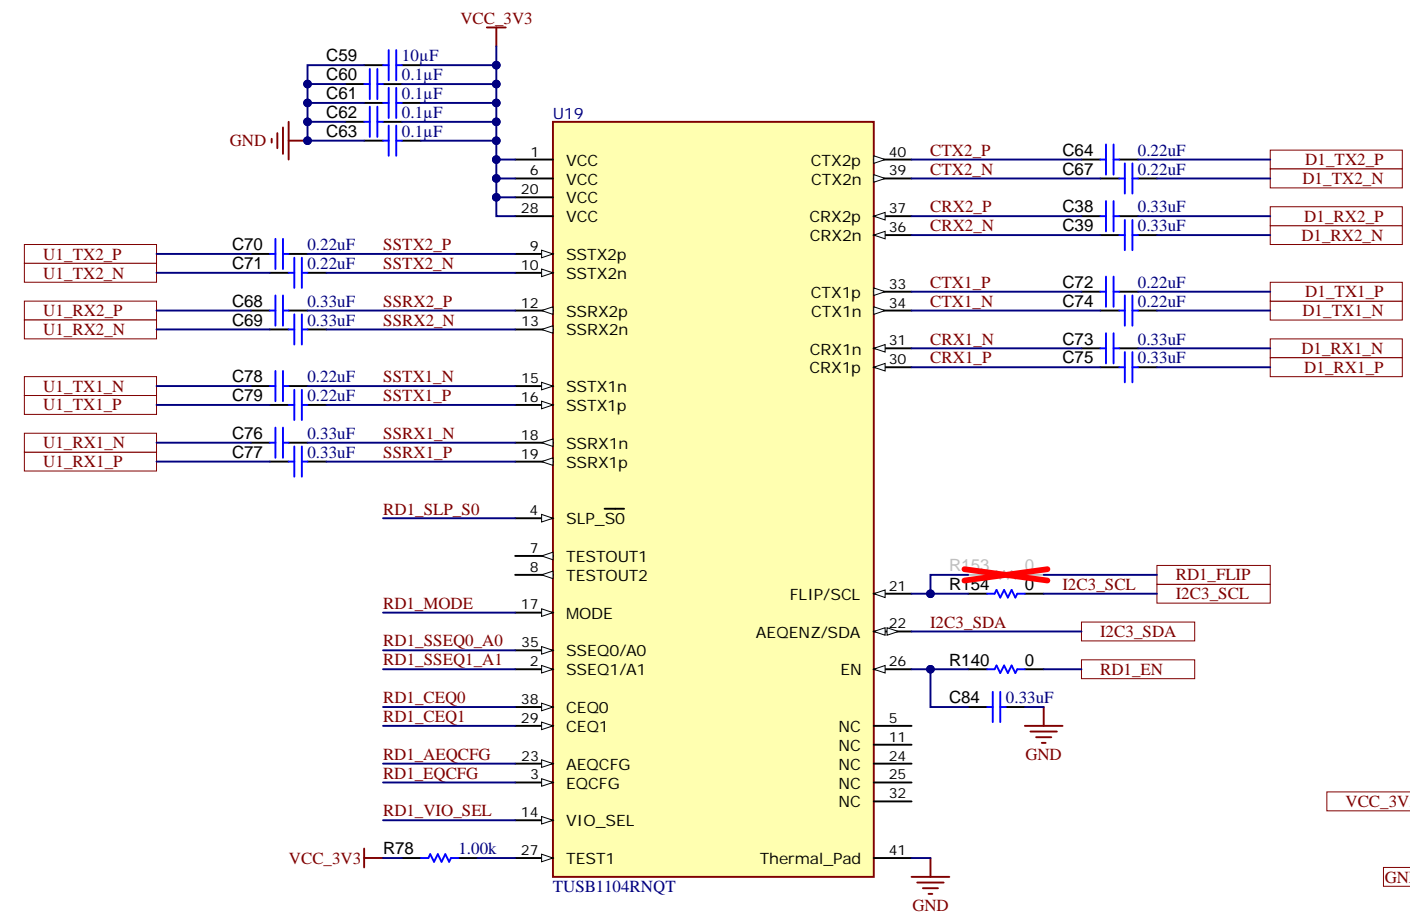 VCC_3V3
C59 10µF
C60 0.1µF
C61 0.1µF
C62 0.1µF
C63 0.1µF
GND
U19
1 VCC
6 VCC
20 VCC
28 VCC
U1_TX2_P C70 0.22uF SSTX2_P 9 SSTX2p
U1_TX2_N C71 0.22uF SSTX2_N 10 SSTX2n
U1_RX2_P C68 0.33uF SSRX2_P 12 SSRX2p
U1_RX2_N C69 0.33uF SSRX2_N 13 SSRX2n
U1_TX1_N C78 0.22uF SSTX1_N 15 SSTX1n
U1_TX1_P C79 0.22uF SSTX1_P 16 SSTX1p
U1_RX1_N C76 0.33uF SSRX1_N 18 SSRX1n
U1_RX1_P C77 0.33uF SSRX1_P 19 SSRX1p
RD1_SLP_S0 4 SLP_S0
7 TESTOUT1
8 TESTOUT2
RD1_MODE 17 MODE
RD1_SSEQ0_A0 35 SSEQ0/A0
RD1_SSEQ1_A1 2 SSEQ1/A1
RD1_CEQ0 38 CEQ0
RD1_CEQ1 29 CEQ1
RD1_AEQCFG 23 AEQCFG
RD1_EQCFG 3 EQCFG
RD1_VIO_SEL 14 VIO_SEL
VCC_3V3 R78 1.00k 27 TEST1
TUSB1104RNQT
CTX2p 40 CTX2_P C64 0.22uF D1_TX2_P
CTX2n 39 CTX2_N C67 0.22uF D1_TX2_N
CRX2p 37 CRX2_P C38 0.33uF D1_RX2_P
CRX2n 36 CRX2_N C39 0.33uF D1_RX2_N
CTX1p 33 CTX1_P C72 0.22uF D1_TX1_P
CTX1n 34 CTX1_N C74 0.22uF D1_TX1_N
CRX1n 31 CRX1_N C73 0.33uF D1_RX1_N
CRX1p 30 CRX1_P C75 0.33uF D1_RX1_P
R153 0 RD1_FLIP
FLIP/SCL 21 R154 0 I2C3_SCL I2C3_SCL
AEQENZ/SDA 22 I2C3_SDA I2C3_SDA
EN 26 R140 0 RD1_EN
C84 0.33uF
GND
NC 5
NC 11
NC 24
NC 25
NC 32
Thermal_Pad 41
GND
VCC_3V
GN